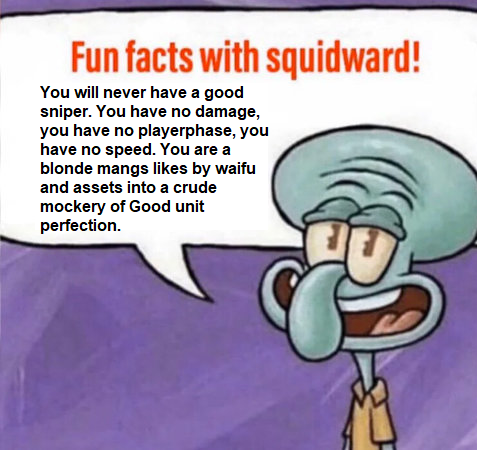 Fun facts with squidward!
You will never have a good
sniper. You have no damage,
you have no playerphase, you
have no speed. You are a
blonde mangs likes by waifu
and assets into a crude
mockery of Good unit
perfection.